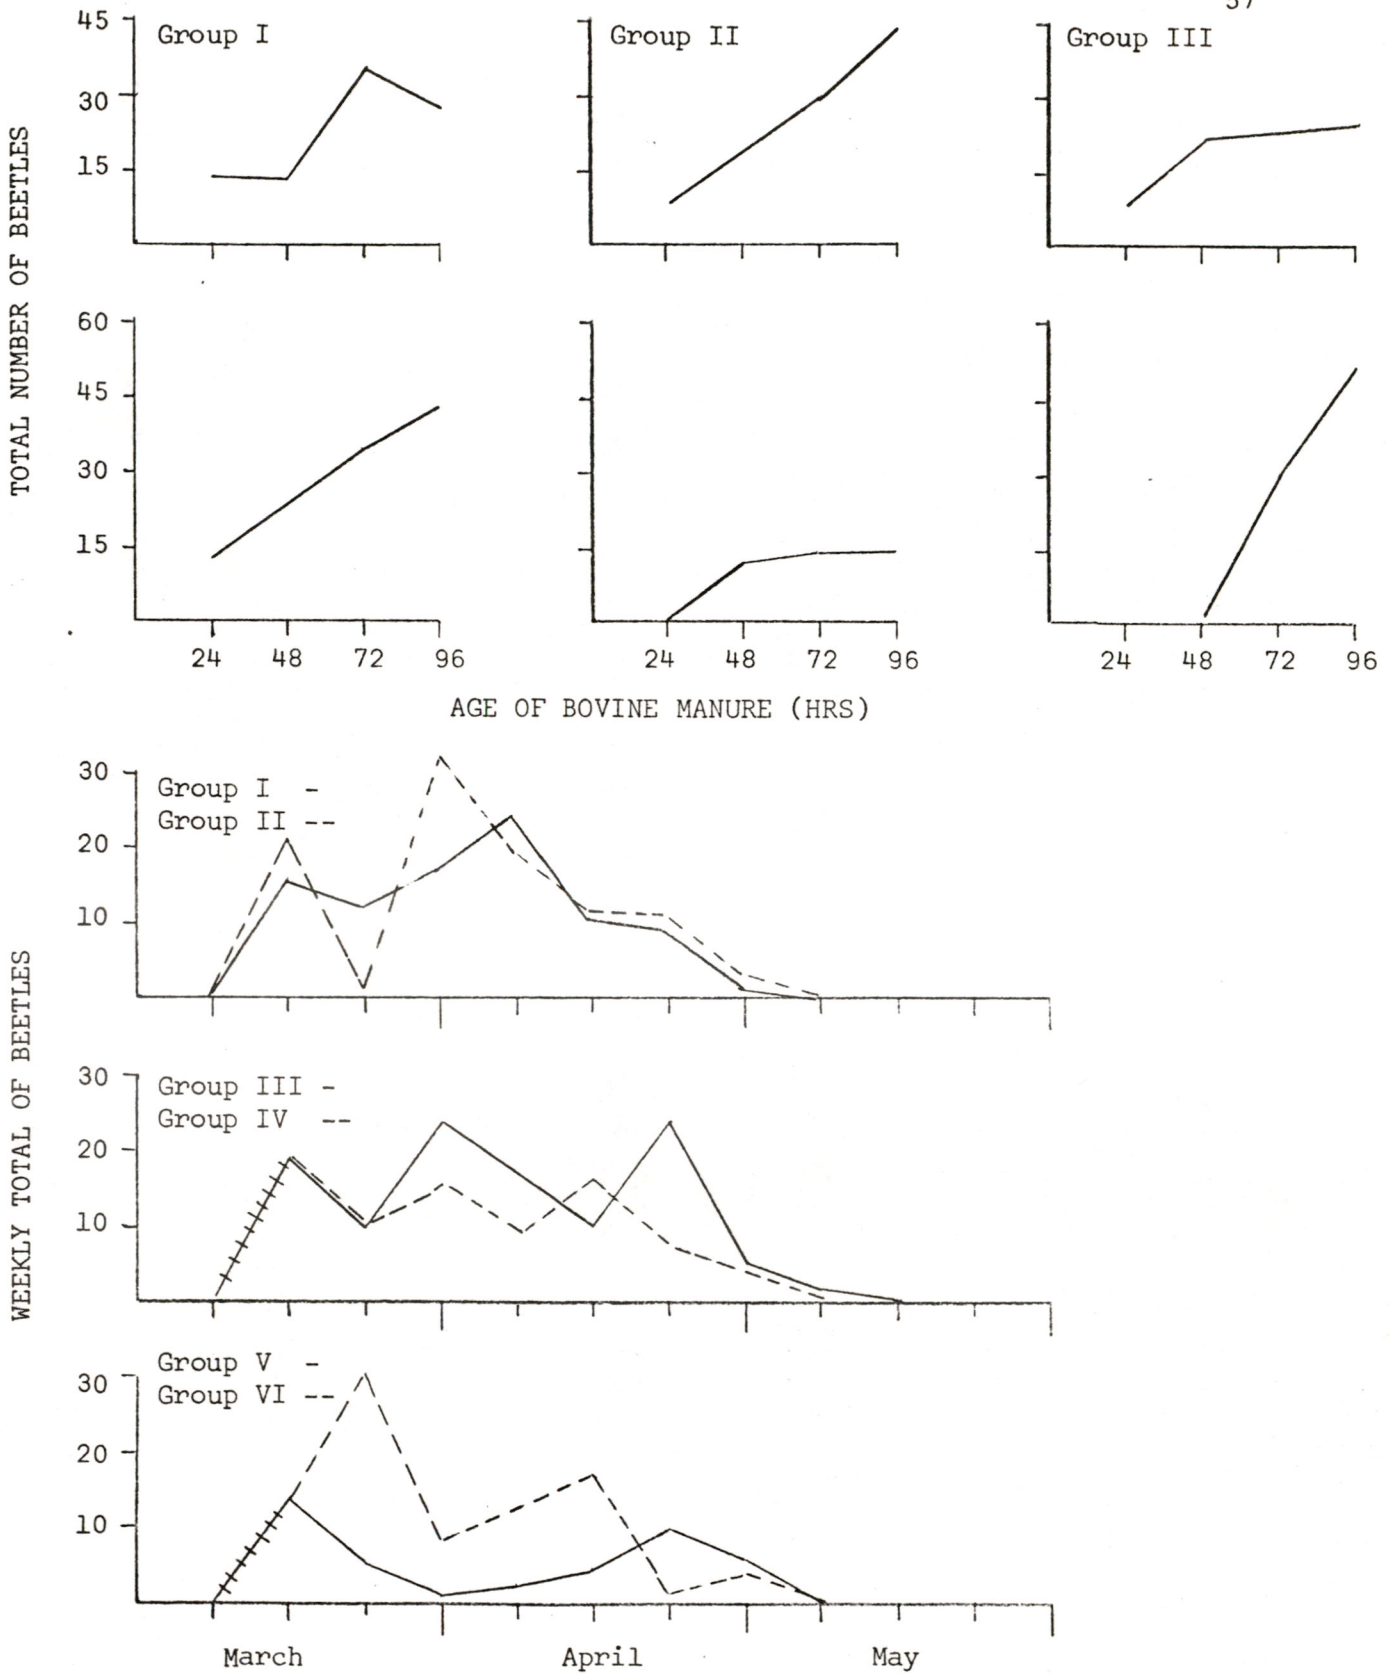 Group I
Group II
Group III
45
30
15
TOTAL NUMBER OF BEETLES
60
45
30
15
24 48 72 96
24 48 72 96
24 48 72 96
AGE OF BOVINE MANURE (HRS)
30
20
10
Group I -
Group II --
WEEKLY TOTAL OF BEETLES
30
20
10
Group III -
Group IV --
30
20
10
Group V -
Group VI --
March April May